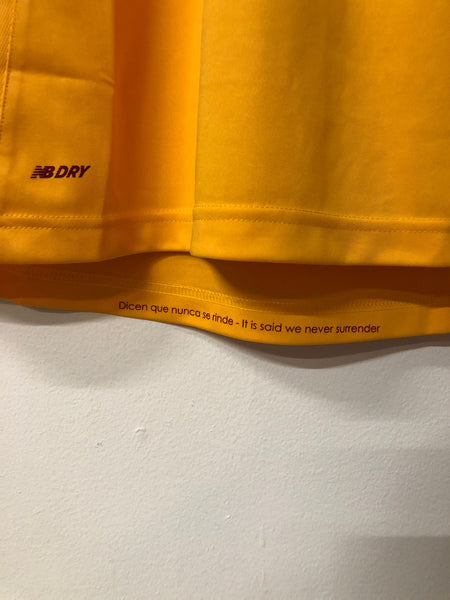 NB DRY
Dicen que nunca se rinde - It is said we never surrender